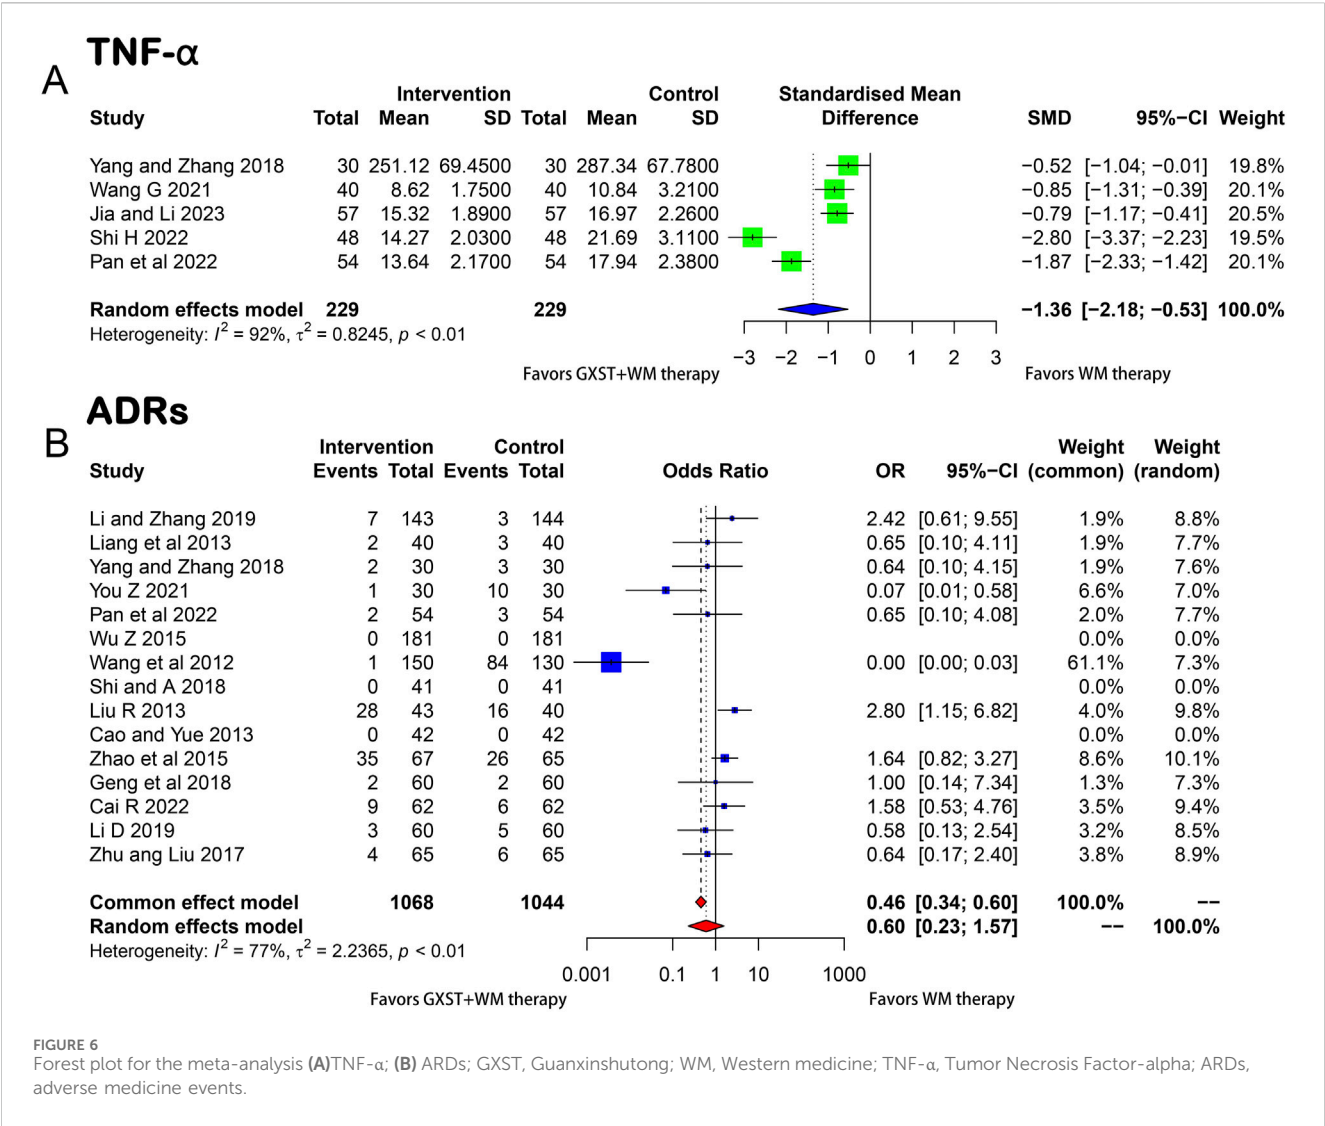 TNF-α
A
Intervention Control Standardised Mean
Study Total Mean SD Total Mean SD Difference SMD 95%−CI Weight
Yang and Zhang 2018 30 251.12 69.4500 30 287.34 67.7800 −0.52 [−1.04; −0.01] 19.8%
Wang G 2021 40 8.62 1.7500 40 10.84 3.2100 −0.85 [−1.31; −0.39] 20.1%
Jia and Li 2023 57 15.32 1.8900 57 16.97 2.2600 −0.79 [−1.17; −0.41] 20.5%
Shi H 2022 48 14.27 2.0300 48 21.69 3.1100 −2.80 [−3.37; −2.23] 19.5%
Pan et al 2022 54 13.64 2.1700 54 17.94 2.3800 −1.87 [−2.33; −1.42] 20.1%
Random effects model 229 229 −1.36 [−2.18; −0.53] 100.0%
Heterogeneity: I² = 92%, τ² = 0.8245, p < 0.01
−3 −2 −1 0 1 2 3
Favors GXST+WM therapy Favors WM therapy
ADRs
B
Intervention Control Weight Weight
Study Events Total Events Total Odds Ratio OR 95%−CI (common) (random)
Li and Zhang 2019 7 143 3 144 2.42 [0.61; 9.55] 1.9% 8.8%
Liang et al 2013 2 40 3 40 0.65 [0.10; 4.11] 1.9% 7.7%
Yang and Zhang 2018 2 30 3 30 0.64 [0.10; 4.15] 1.9% 7.6%
You Z 2021 1 30 10 30 0.07 [0.01; 0.58] 6.6% 7.0%
Pan et al 2022 2 54 3 54 0.65 [0.10; 4.08] 2.0% 7.7%
Wu Z 2015 0 181 0 181 0.0% 0.0%
Wang et al 2012 1 150 84 130 0.00 [0.00; 0.03] 61.1% 7.3%
Shi and A 2018 0 41 0 41 0.0% 0.0%
Liu R 2013 28 43 16 40 2.80 [1.15; 6.82] 4.0% 9.8%
Cao and Yue 2013 0 42 0 42 0.0% 0.0%
Zhao et al 2015 35 67 26 65 1.64 [0.82; 3.27] 8.6% 10.1%
Geng et al 2018 2 60 2 60 1.00 [0.14; 7.34] 1.3% 7.3%
Cai R 2022 9 62 6 62 1.58 [0.53; 4.76] 3.5% 9.4%
Li D 2019 3 60 5 60 0.58 [0.13; 2.54] 3.2% 8.5%
Zhu ang Liu 2017 4 65 6 65 0.64 [0.17; 2.40] 3.8% 8.9%
Common effect model 1068 1044 0.46 [0.34; 0.60] 100.0% −−
Random effects model 0.60 [0.23; 1.57] −− 100.0%
Heterogeneity: I² = 77%, τ² = 2.2365, p < 0.01
0.001 0.1 1 10 1000
Favors GXST+WM therapy Favors WM therapy
FIGURE 6
Forest plot for the meta-analysis (A)TNF-α; (B) ARDs; GXST, Guanxinshutong; WM, Western medicine; TNF-α, Tumor Necrosis Factor-alpha; ARDs,
adverse medicine events.